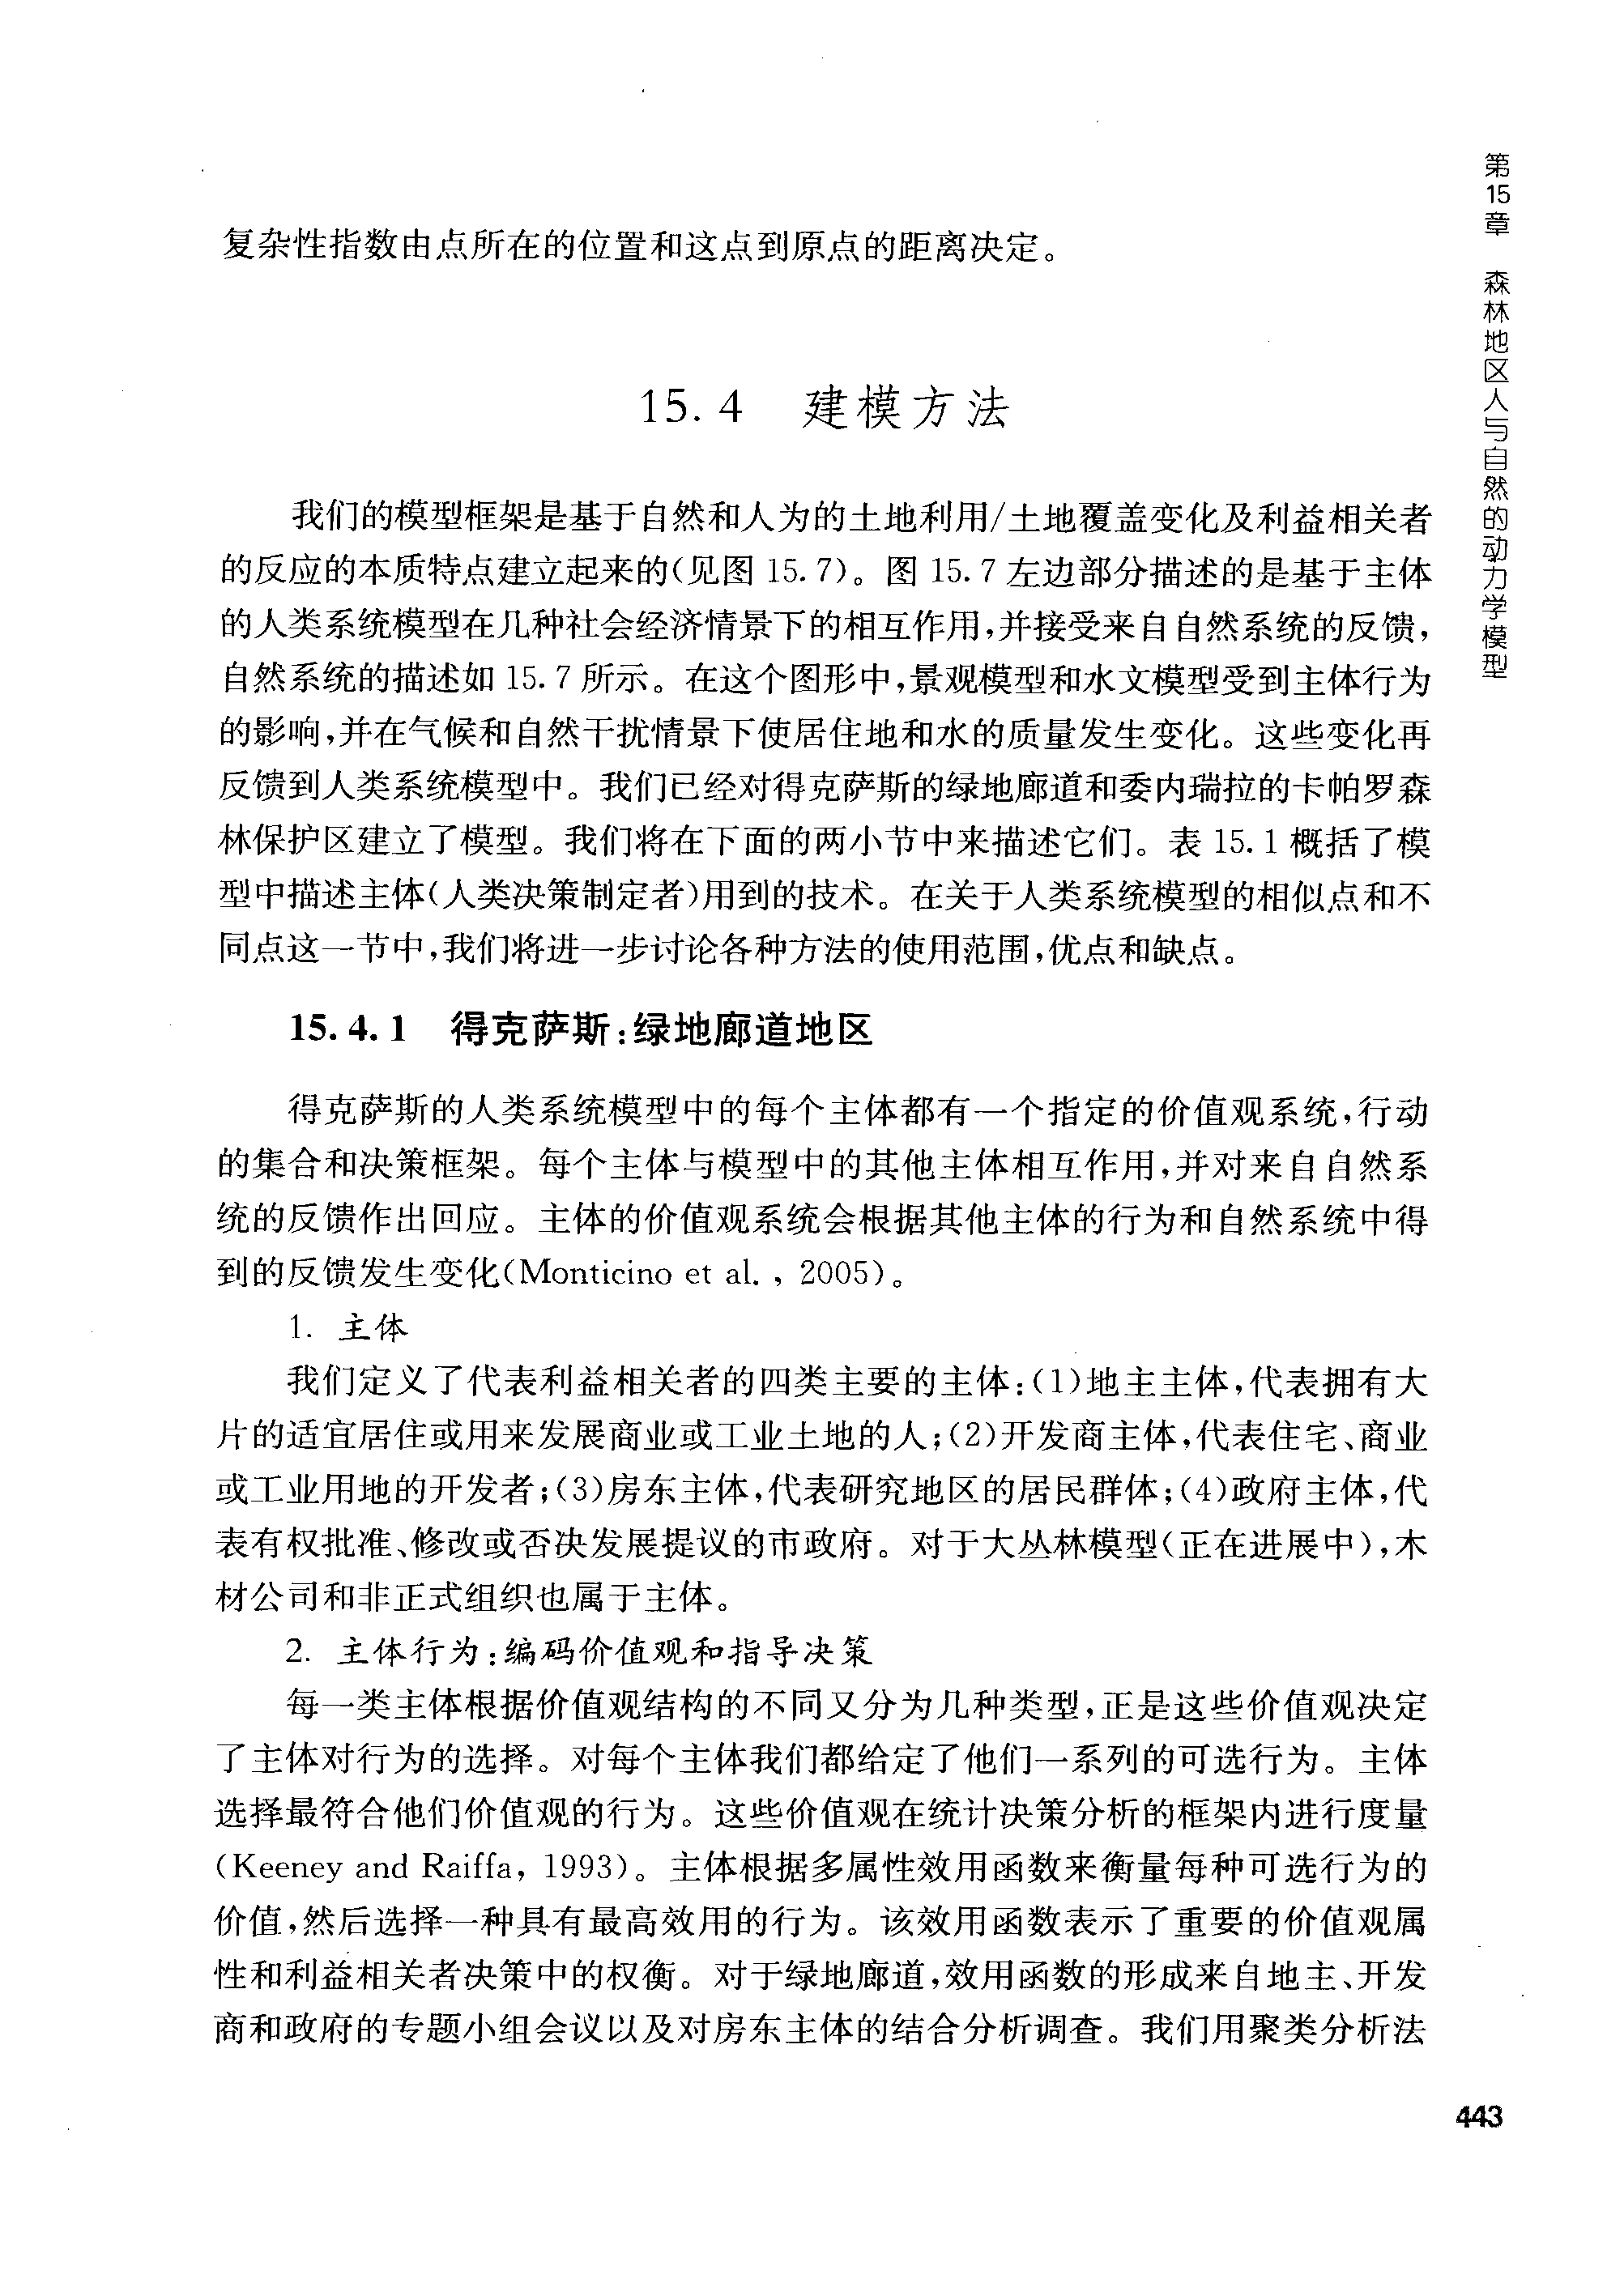 复杂性指数由点所在的位置和这点到原点的距离决定。
15.4 建模方法
我们的模型框架是基于自然和人为的土地利用/土地覆盖变化及利益相关者
的反应的本质特点建立起来的(见图 15.7)。图 15.7 左边部分描述的是基于主体
的人类系统模型在几种社会经济情景下的相互作用,并接受来自自然系统的反馈,
自然系统的描述如 15.7 所示。在这个图形中,景观模型和水文模型受到主体行为
的影响,并在气候和自然干扰情景下使居住地和水的质量发生变化。这些变化再
反馈到人类系统模型中。我们已经对得克萨斯的绿地廊道和委内瑞拉的卡帕罗森
林保护区建立了模型。我们将在下面的两小节中来描述它们。表 15.1 概括了模
型中描述主体(人类决策制定者)用到的技术。在关于人类系统模型的相似点和不
同点这一节中,我们将进一步讨论各种方法的使用范围,优点和缺点。
15.4.1 得克萨斯:绿地廊道地区
得克萨斯的人类系统模型中的每个主体都有一个指定的价值观系统,行动
的集合和决策框架。每个主体与模型中的其他主体相互作用,并对来自自然系
统的反馈作出回应。主体的价值观系统会根据其他主体的行为和自然系统中得
到的反馈发生变化(Monticino et al. , 2005)。
1. 主体
我们定义了代表利益相关者的四类主要的主体:(1)地主主体,代表拥有大
片的适宜居住或用来发展商业或工业土地的人;(2)开发商主体,代表住宅、商业
或工业用地的开发者;(3)房东主体,代表研究地区的居民群体;(4)政府主体,代
表有权批准、修改或否决发展提议的市政府。对于大丛林模型(正在进展中),木
材公司和非正式组织也属于主体。
2. 主体行为:编码价值观和指导决策
每一类主体根据价值观结构的不同又分为几种类型,正是这些价值观决定
了主体对行为的选择。对每个主体我们都给定了他们一系列的可选行为。主体
选择最符合他们价值观的行为。这些价值观在统计决策分析的框架内进行度量
(Keeney and Raiffa, 1993)。主体根据多属性效用函数来衡量每种可选行为的
价值,然后选择一种具有最高效用的行为。该效用函数表示了重要的价值观属
性和利益相关者决策中的权衡。对于绿地廊道,效用函数的形成来自地主、开发
商和政府的专题小组会议以及对房东主体的结合分析调查。我们用聚类分析法
第15章 森林地区人与自然的动力学模型
443